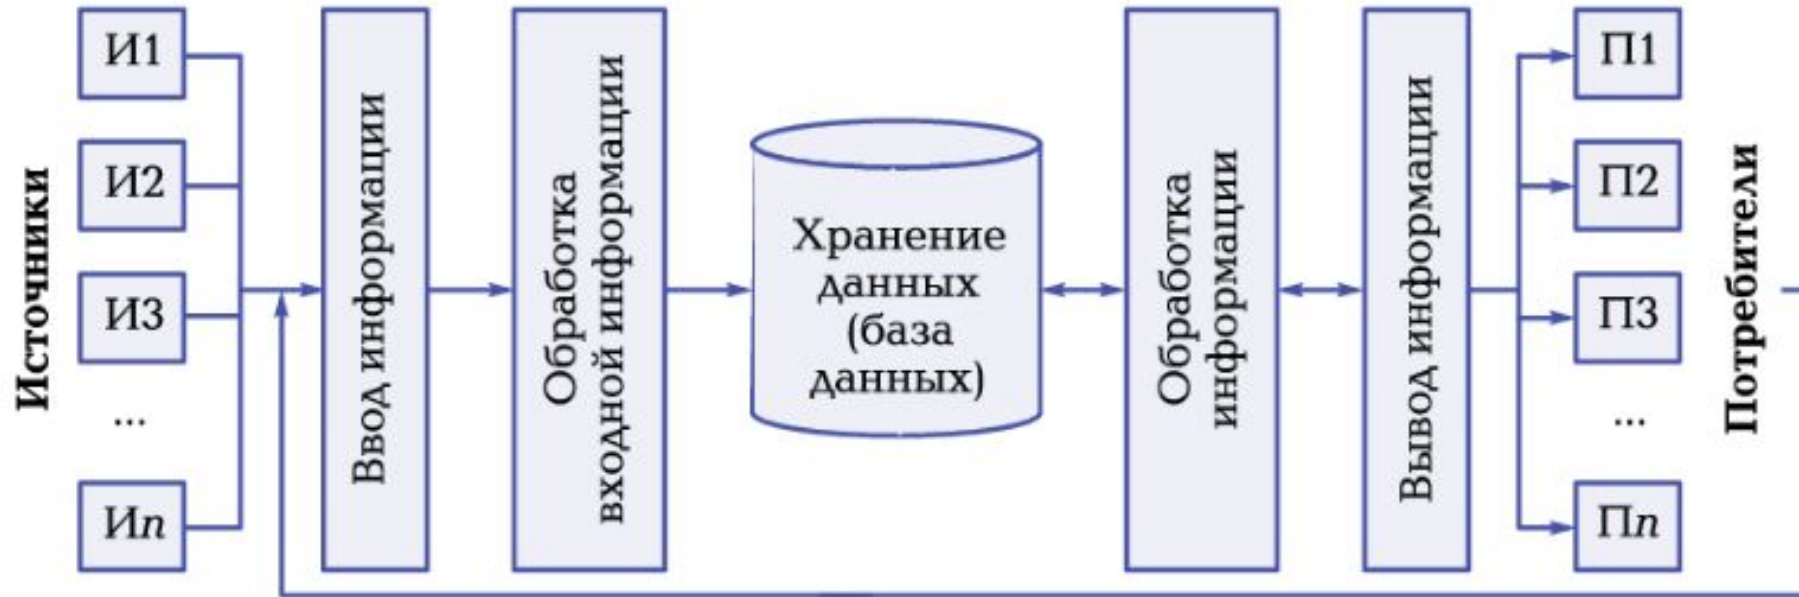 Источники
И1
И2
И3
...
Иn
Ввод информации
Обработка
входной информации
Хранение
данных
(база
данных)
Обработка
информации
Вывод информации
П1
П2
П3
...
Пn
Потребители